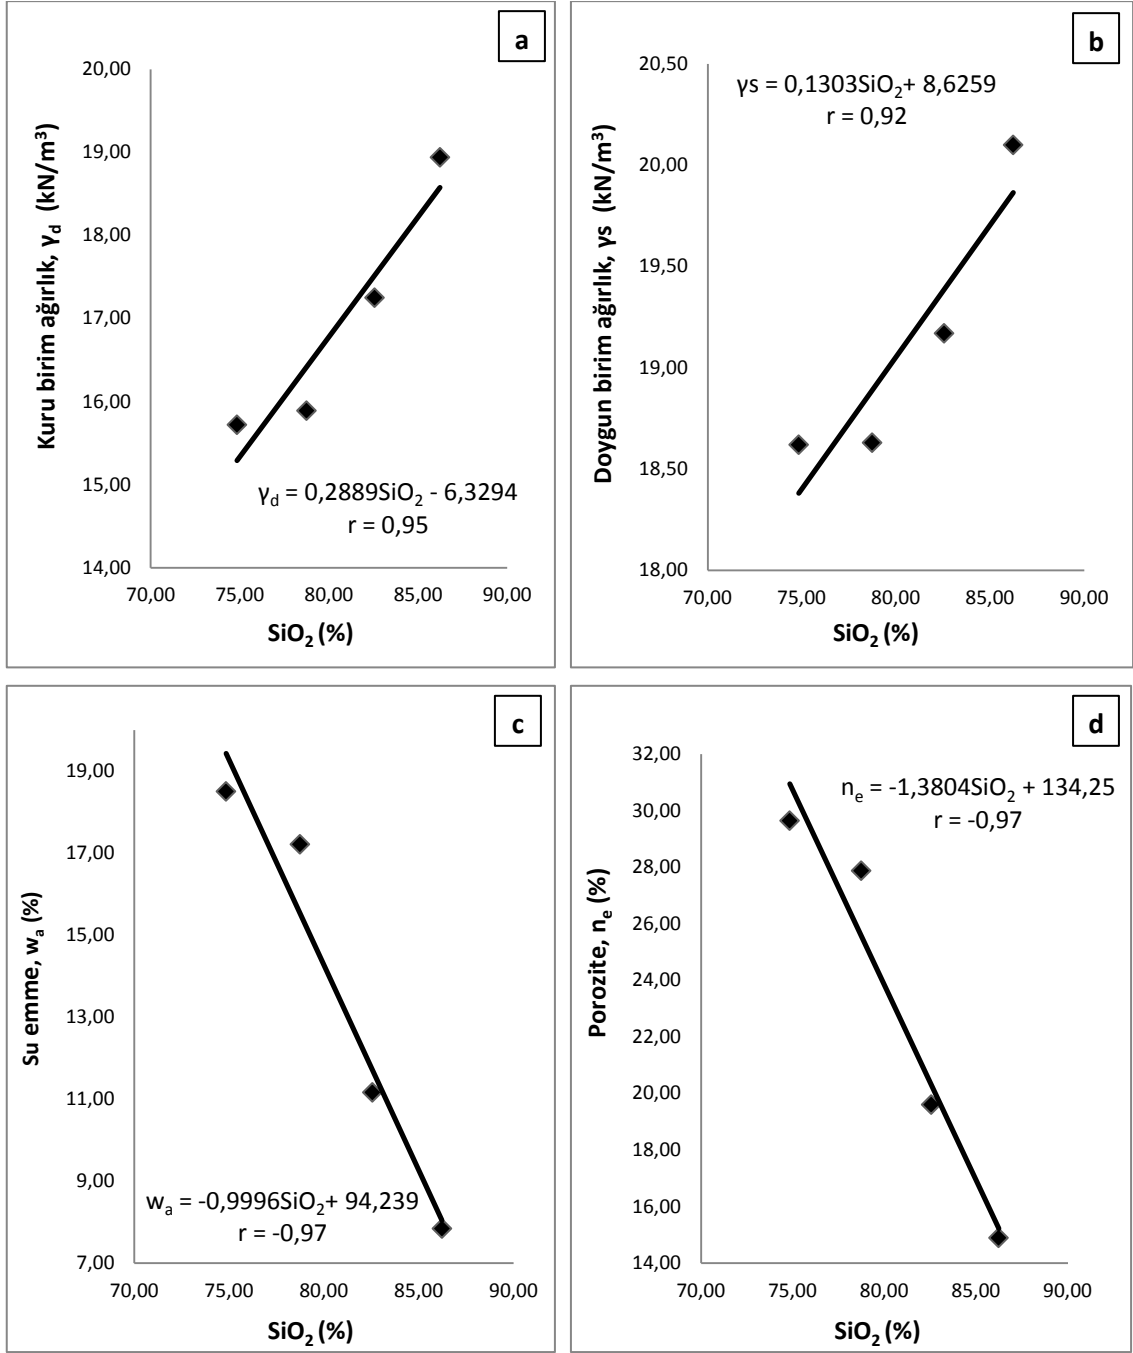 a
20,00
19,00
18,00
17,00
16,00
15,00
14,00
Kuru birim ağırlık, γd (kN/m³)
γd = 0,2889SiO2 - 6,3294
r = 0,95
70,00 75,00 80,00 85,00 90,00
SiO2 (%)
b
20,50
20,00
19,50
19,00
18,50
18,00
Doygun birim ağırlık, γs (kN/m³)
γs = 0,1303SiO2+ 8,6259
r = 0,92
70,00 75,00 80,00 85,00 90,00
SiO2 (%)
c
19,00
17,00
15,00
13,00
11,00
9,00
7,00
Su emme, wa (%)
wa = -0,9996SiO2+ 94,239
r = -0,97
70,00 75,00 80,00 85,00 90,00
SiO2 (%)
d
32,00
30,00
28,00
26,00
24,00
22,00
20,00
18,00
16,00
14,00
Porozite, ne (%)
ne = -1,3804SiO2 + 134,25
r = -0,97
70,00 75,00 80,00 85,00 90,00
SiO2 (%)